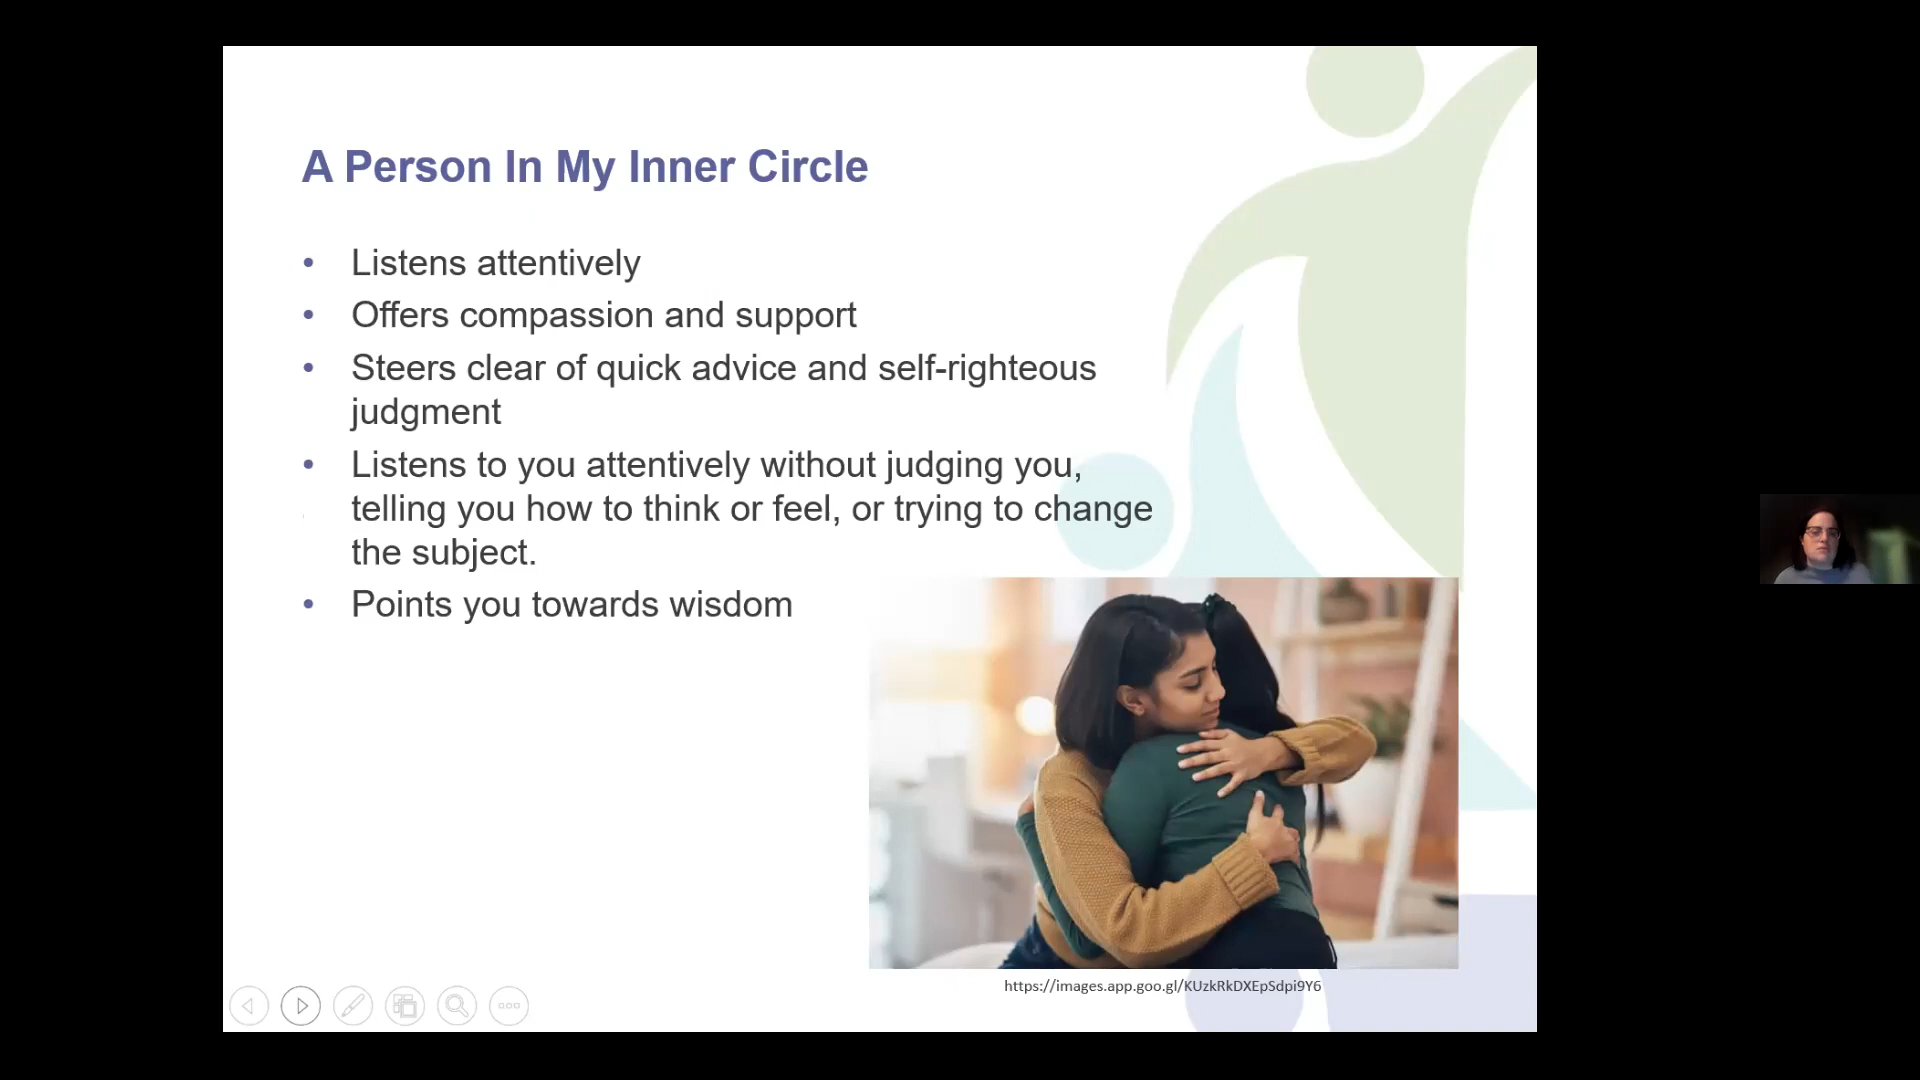 A Person In My Inner Circle
• Listens attentively
• Offers compassion and support
• Steers clear of quick advice and self-righteous
judgment
• Listens to you attentively without judging you,
telling you how to think or feel, or trying to change
the subject.
• Points you towards wisdom
https://images.app.goo.gl/KUzkRkDXEpSdpi9Y6